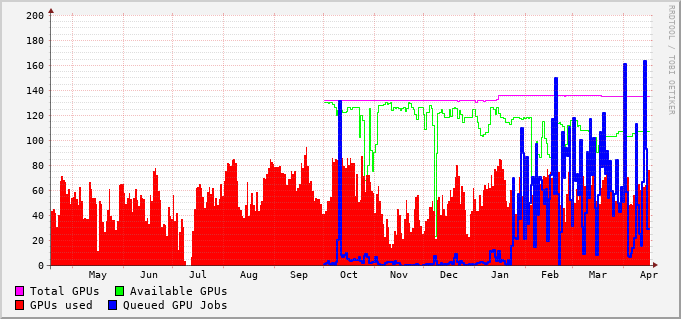 200
180
160
140
120
100
80
60
40
20
0
May Jun Jul Aug Sep Oct Nov Dec Jan Feb Mar Apr
Total GPUs Available GPUs
GPUs used Queued GPU Jobs
RRDTOOL / TOBI OETIKER